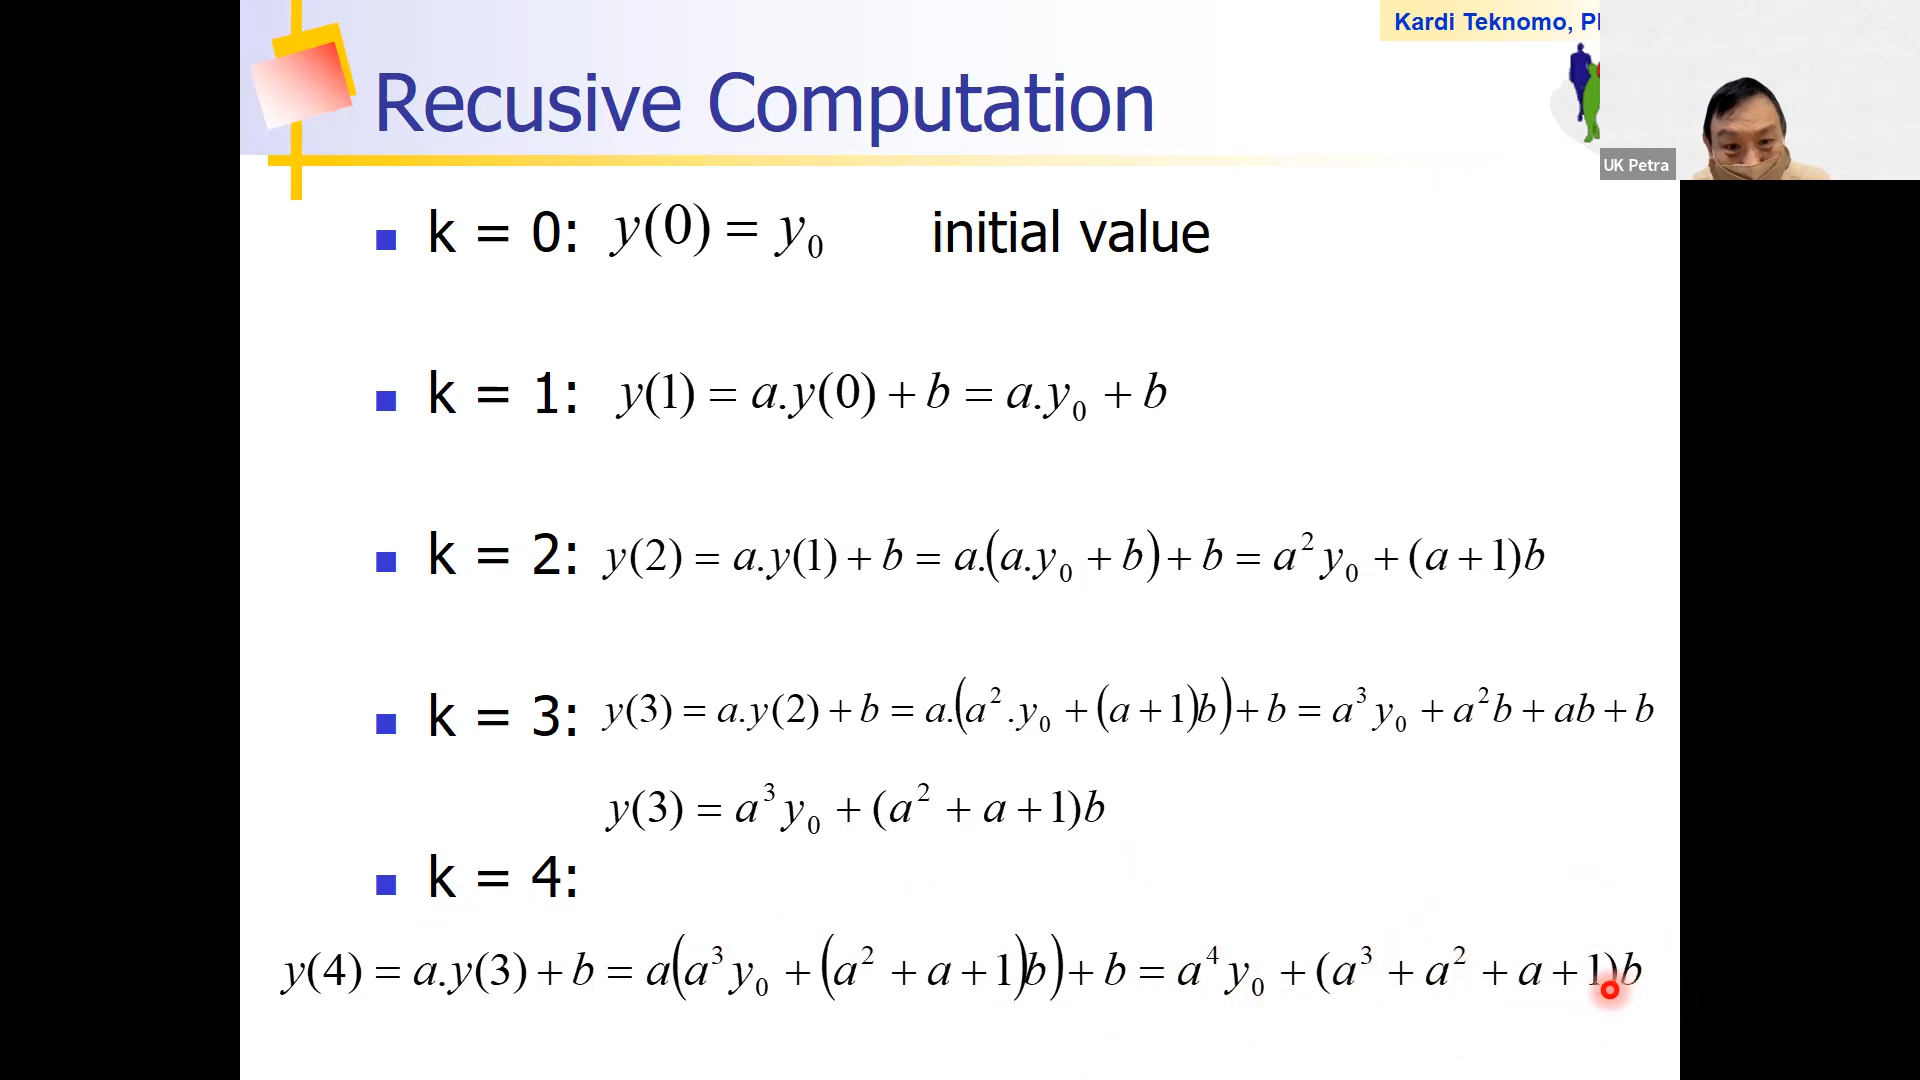 Kardi Teknomo, P
UK Petra
Recusive Computation
k = 0: y(0) = y₀ initial value
k = 1: y(1) = a.y(0) + b = a.y₀ + b
k = 2: y(2) = a.y(1) + b = a.(a.y₀ + b) + b = a²y₀ + (a + 1)b
k = 3: y(3) = a.y(2) + b = a.(a².y₀ + (a + 1)b) + b = a³y₀ + a²b + ab + b
y(3) = a³y₀ + (a² + a + 1)b
k = 4:
y(4) = a.y(3) + b = a(a³y₀ + (a² + a + 1)b) + b = a⁴y₀ + (a³ + a² + a + 1)b